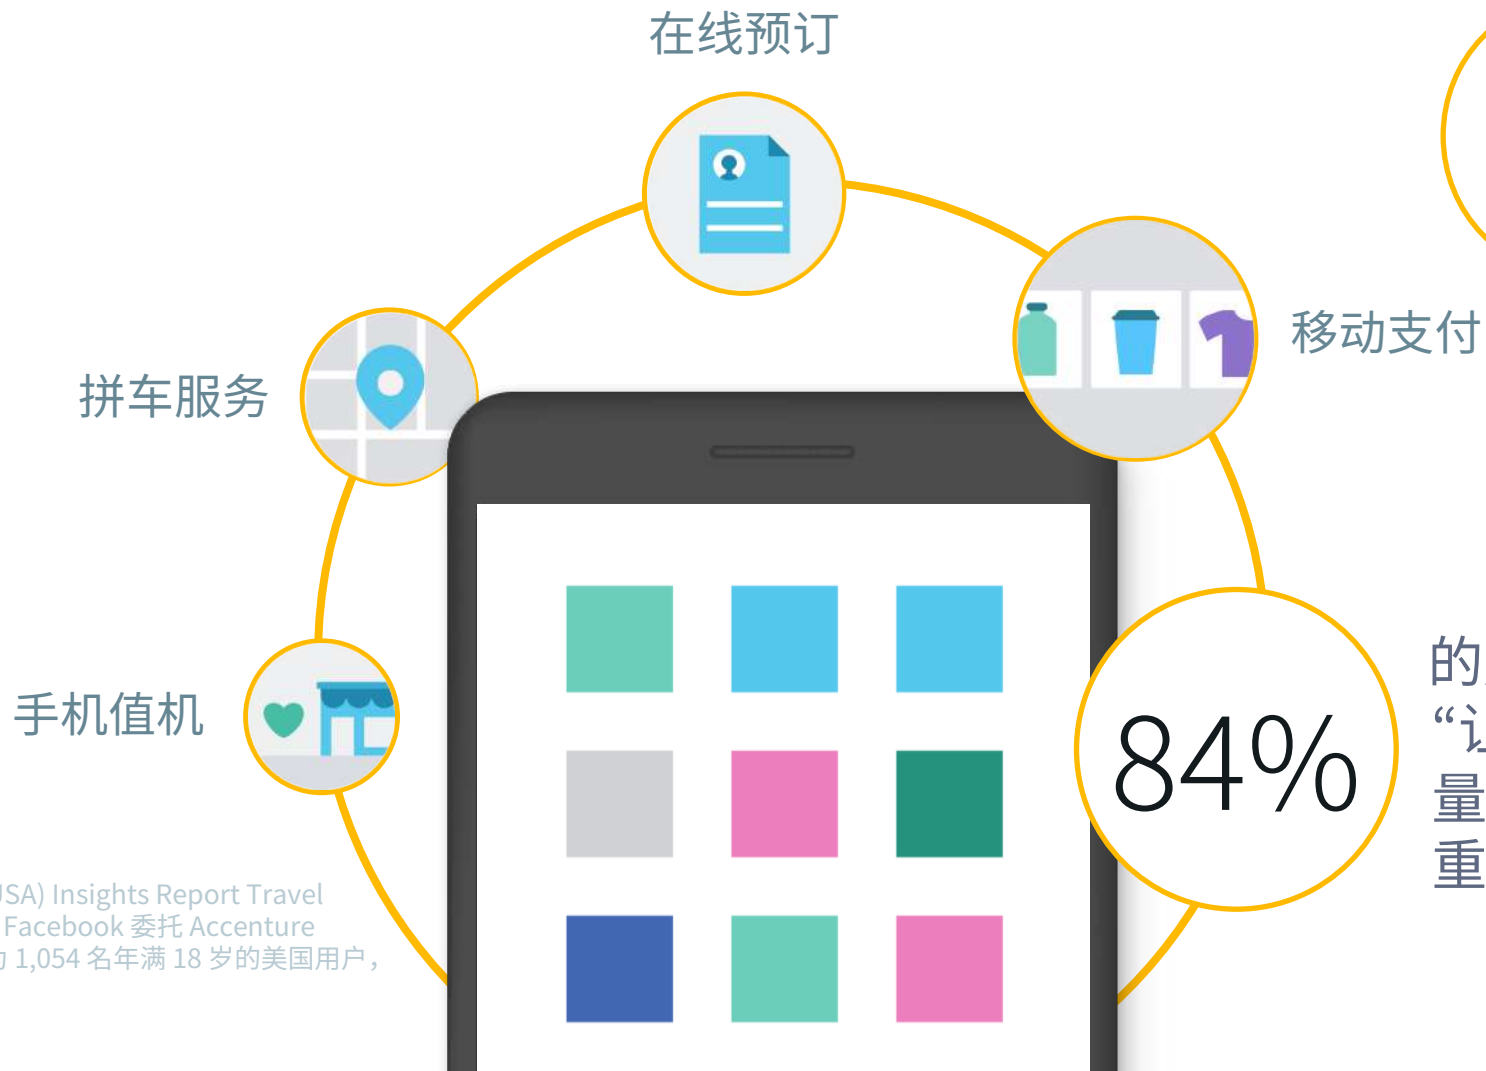 在线预订
移动支付
拼车服务
手机值机
84%
的
“
量
重
USA) Insights Report Travel
Facebook 委托 Accenture
1,054 名年满 18 岁的美国用户，